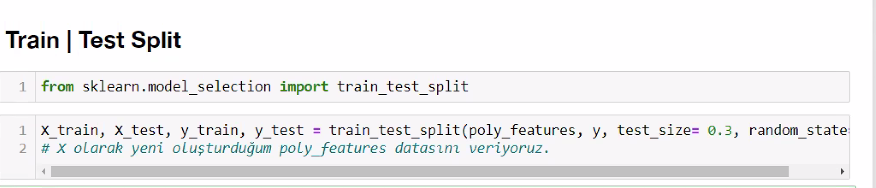 Train | Test Split
1 from sklearn.model_selection import train_test_split
1 X_train, X_test, y_train, y_test = train_test_split(poly_features, y, test_size= 0.3, random_state=
2 # X olarak yeni oluşturduğum poly_features datasını veriyoruz.